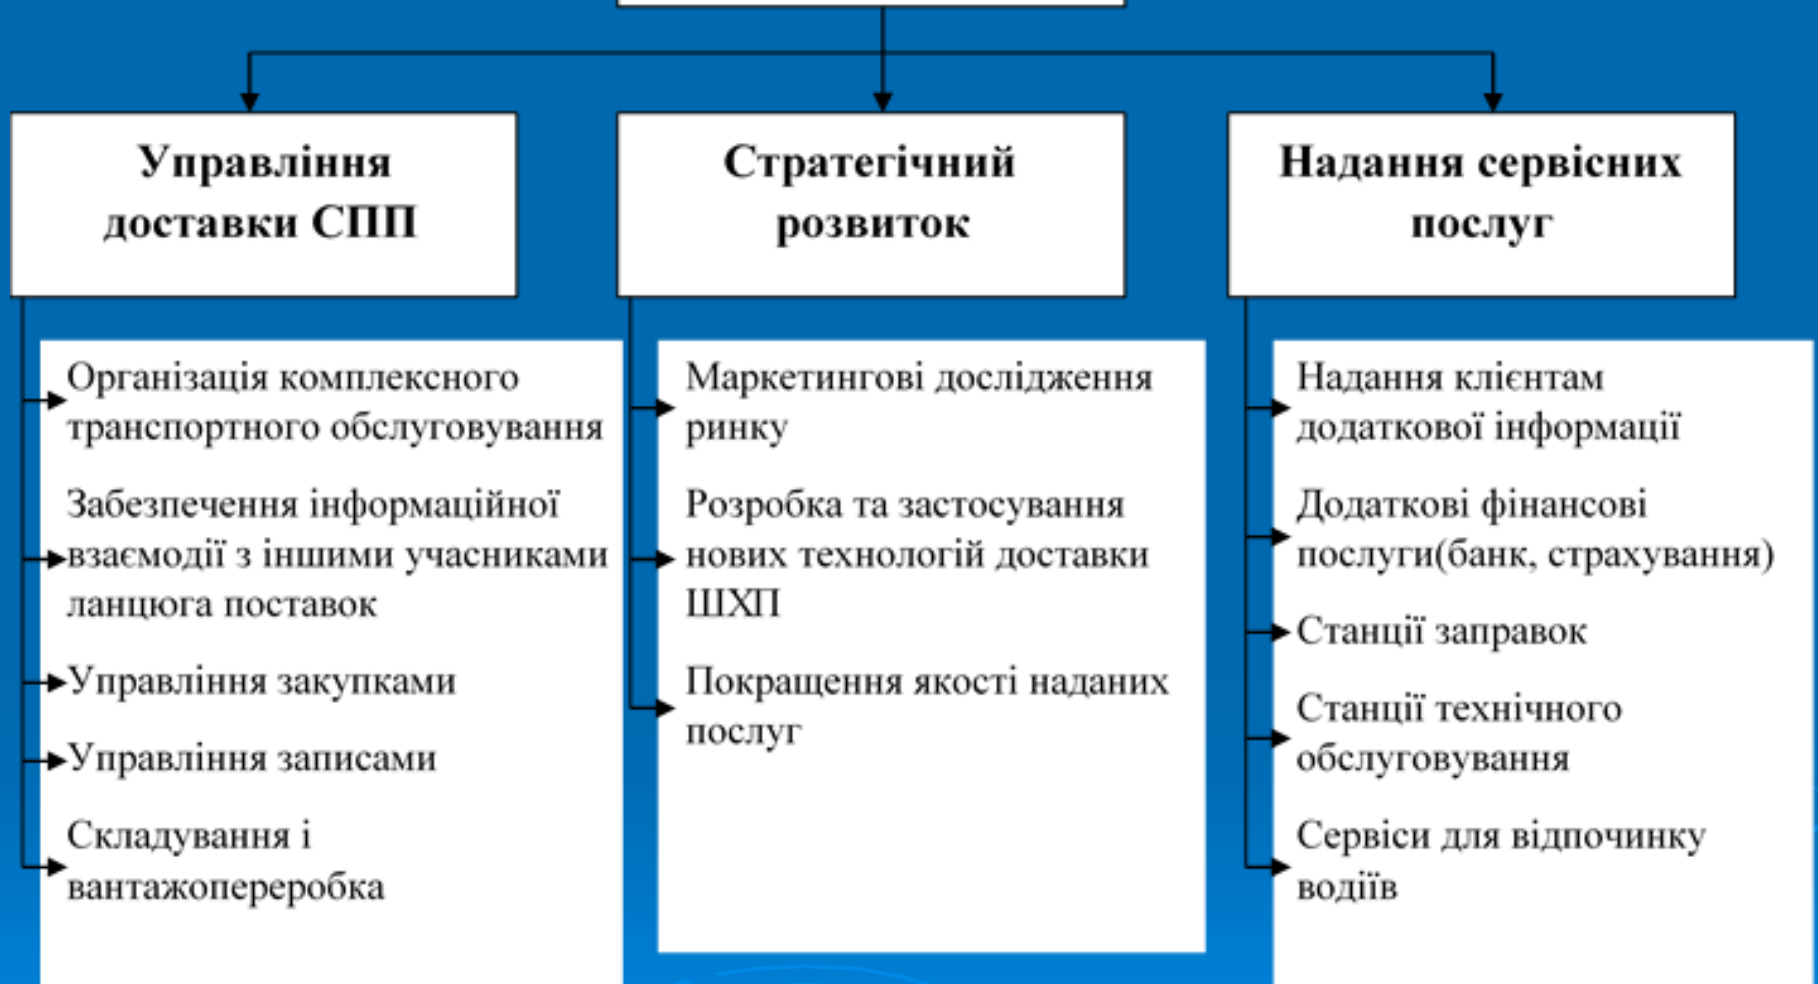 Управління
доставки СПП
Стратегічний
розвиток
Надання сервісних
послуг
Організація комплексного
транспортного обслуговування
Забезпечення інформаційної
взаємодії з іншими учасниками
ланцюга поставок
Управління закупками
Управління записами
Складування і
вантажопереробка
Маркетингові дослідження
ринку
Розробка та застосування
нових технологій доставки
ШХП
Покращення якості наданих
послуг
Надання клієнтам
додаткової інформації
Додаткові фінансові
послуги(банк, страхування)
Станції заправок
Станції технічного
обслуговування
Сервіси для відпочинку
водіїв